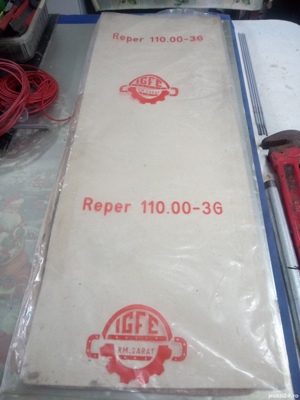 Reper 110.00-3G
IGFE
Reper 110.00-3G
IGFE
RM. SARAT